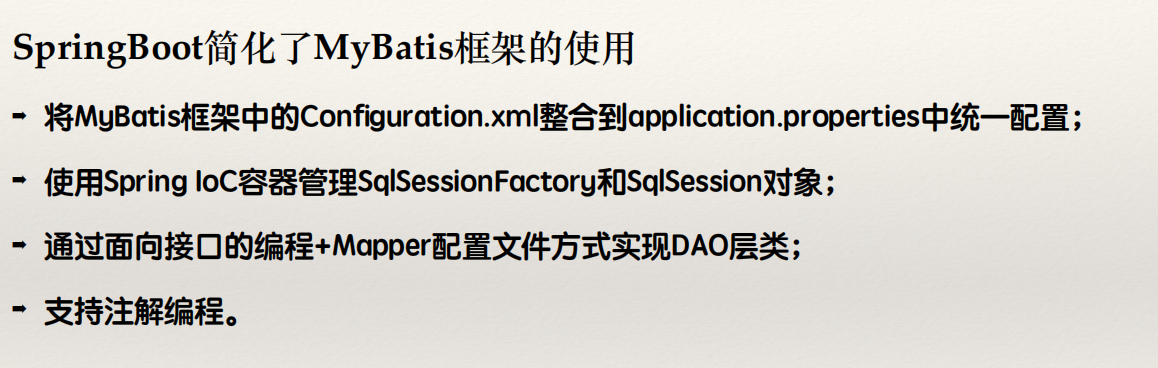 SpringBoot简化了MyBatis框架的使用
➡ 将MyBatis框架中的Configuration.xml整合到application.properties中统一配置；
➡ 使用Spring IoC容器管理SqlSessionFactory和SqlSession对象；
➡ 通过面向接口的编程+Mapper配置文件方式实现DAO层类；
➡ 支持注解编程。